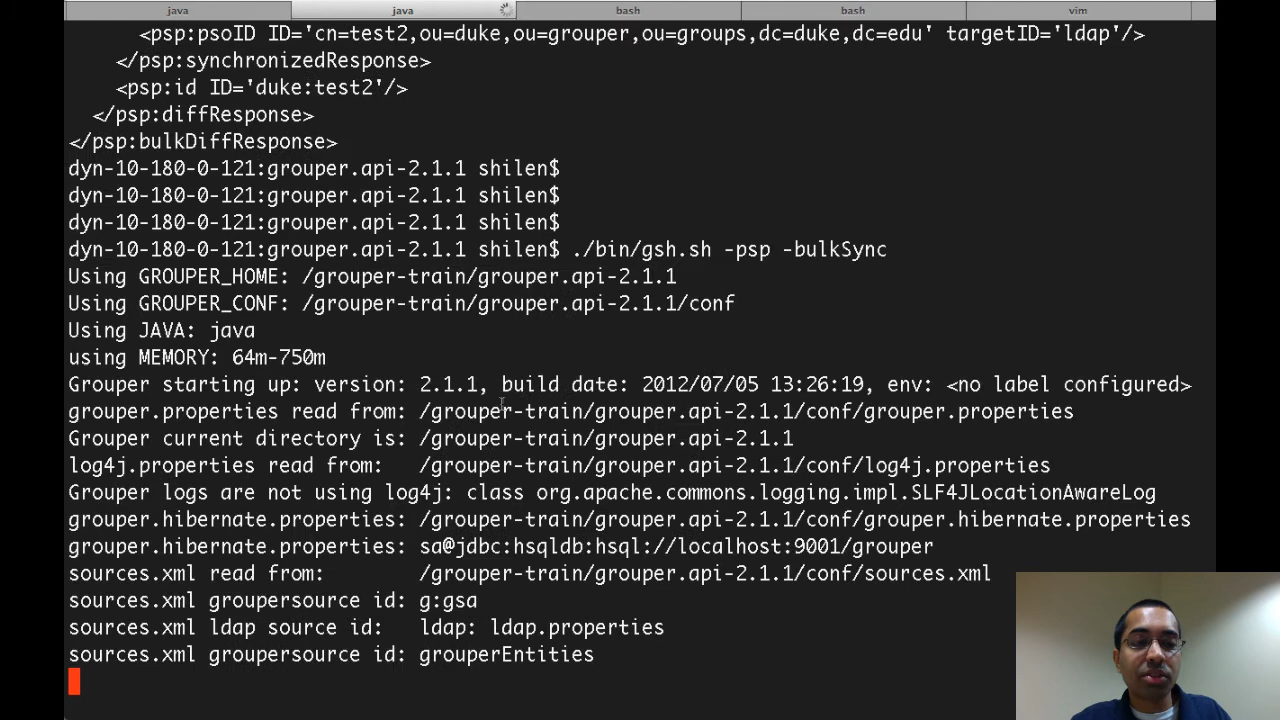 java java bash bash vim
<psp:psoID ID='cn=test2,ou=duke,ou=grouper,ou=groups,dc=duke,dc=edu' targetID='ldap'/>
</psp:synchronizedResponse>
<psp:id ID='duke:test2'/>
</psp:diffResponse>
</psp:bulkDiffResponse>
dyn-10-180-0-121:grouper.api-2.1.1 shilen$
dyn-10-180-0-121:grouper.api-2.1.1 shilen$
dyn-10-180-0-121:grouper.api-2.1.1 shilen$
dyn-10-180-0-121:grouper.api-2.1.1 shilen$ ./bin/gsh.sh -psp -bulkSync
Using GROUPER_HOME: /grouper-train/grouper.api-2.1.1
Using GROUPER_CONF: /grouper-train/grouper.api-2.1.1/conf
Using JAVA: java
using MEMORY: 64m-750m
Grouper starting up: version: 2.1.1, build date: 2012/07/05 13:26:19, env: <no label configured>
grouper.properties read from: /grouper-train/grouper.api-2.1.1/conf/grouper.properties
Grouper current directory is: /grouper-train/grouper.api-2.1.1
log4j.properties read from: /grouper-train/grouper.api-2.1.1/conf/log4j.properties
Grouper logs are not using log4j: class org.apache.commons.logging.impl.SLF4JLocationAwareLog
grouper.hibernate.properties: /grouper-train/grouper.api-2.1.1/conf/grouper.hibernate.properties
grouper.hibernate.properties: sa@jdbc:hsqldb:hsql://localhost:9001/grouper
sources.xml read from: /grouper-train/grouper.api-2.1.1/conf/sources.xml
sources.xml groupersource id: g:gsa
sources.xml ldap source id: ldap: ldap.properties
sources.xml groupersource id: grouperEntities